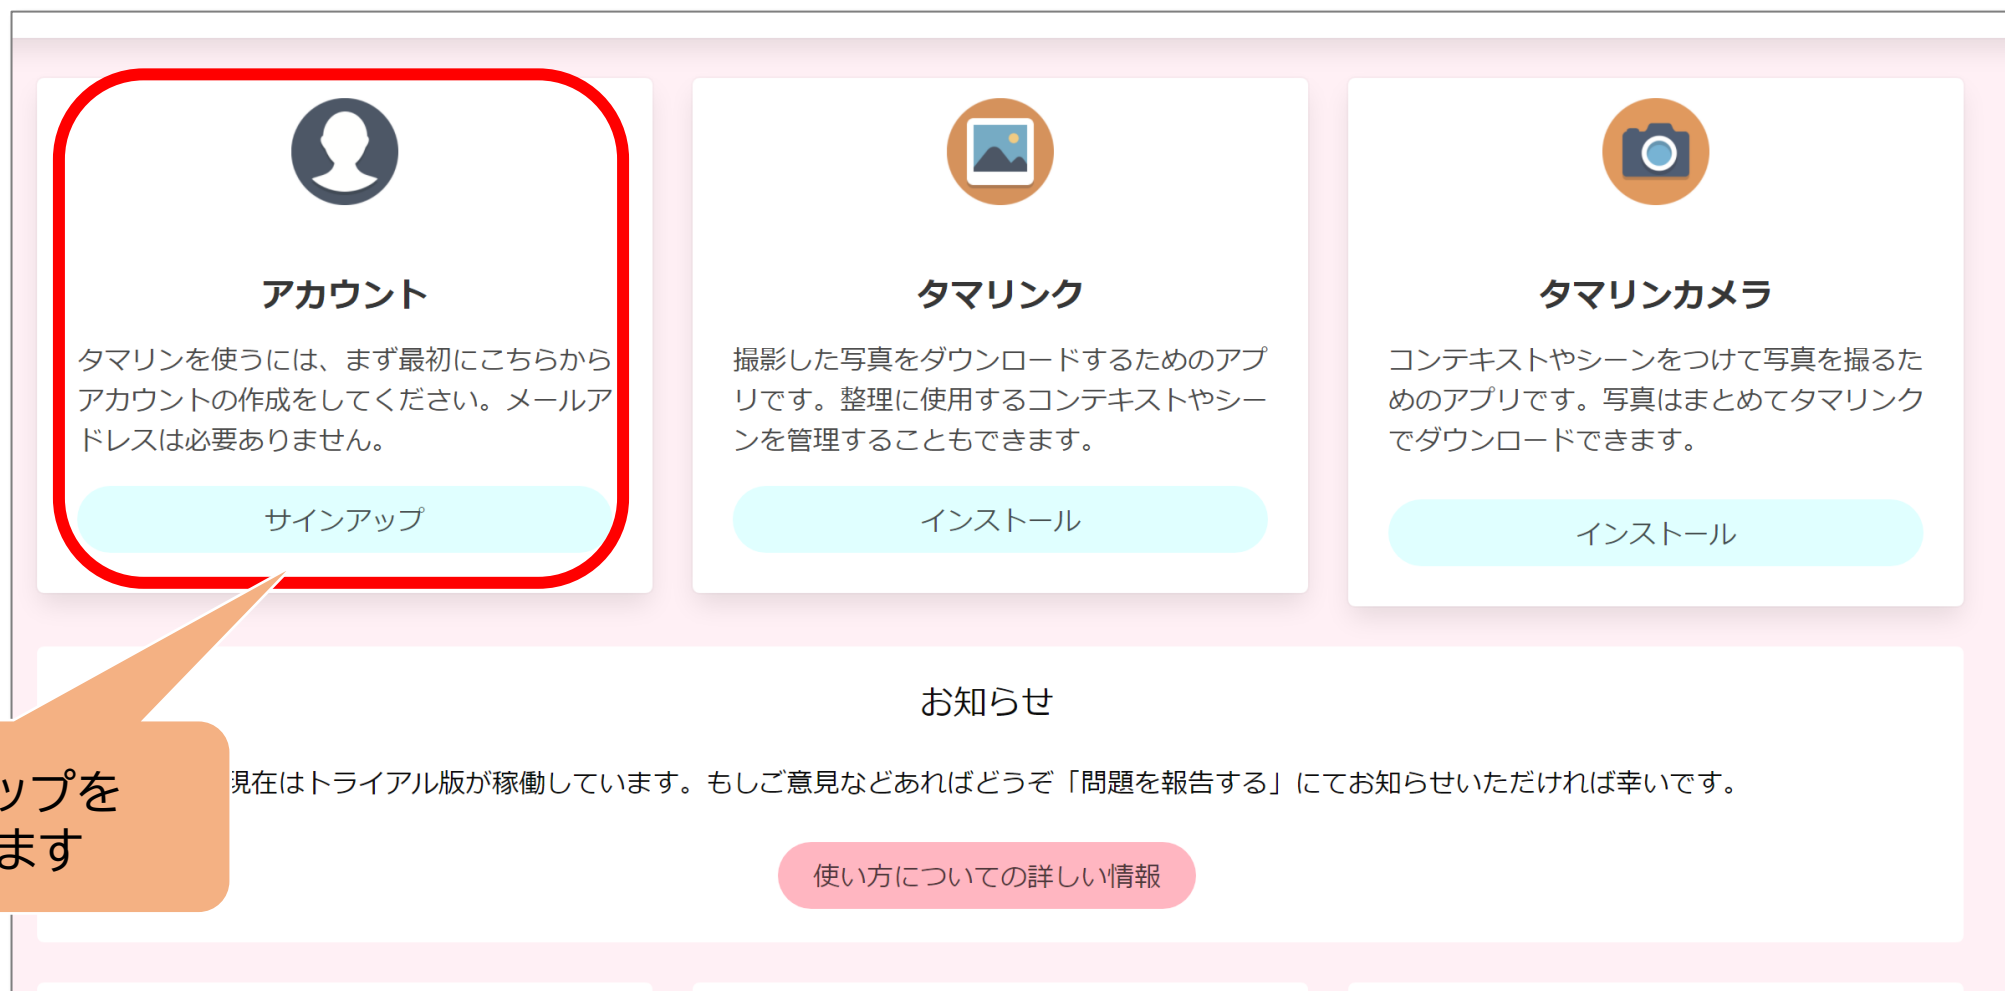 アカウント
タマリンを使うには、まず最初にこちらから
アカウントの作成をしてください。メールア
ドレスは必要ありません。
サインアップ
タマリンク
撮影した写真をダウンロードするためのアプ
リです。整理に使用するコンテキストやシー
ンを管理することもできます。
インストール
タマリンカメラ
コンテキストやシーンをつけて写真を撮るた
めのアプリです。写真はまとめてタマリンク
でダウンロードできます。
インストール
お知らせ
現在はトライアル版が稼働しています。もしご意見などあればどうぞ「問題を報告する」にてお知らせいただければ幸いです。
使い方についての詳しい情報
ップを
ます